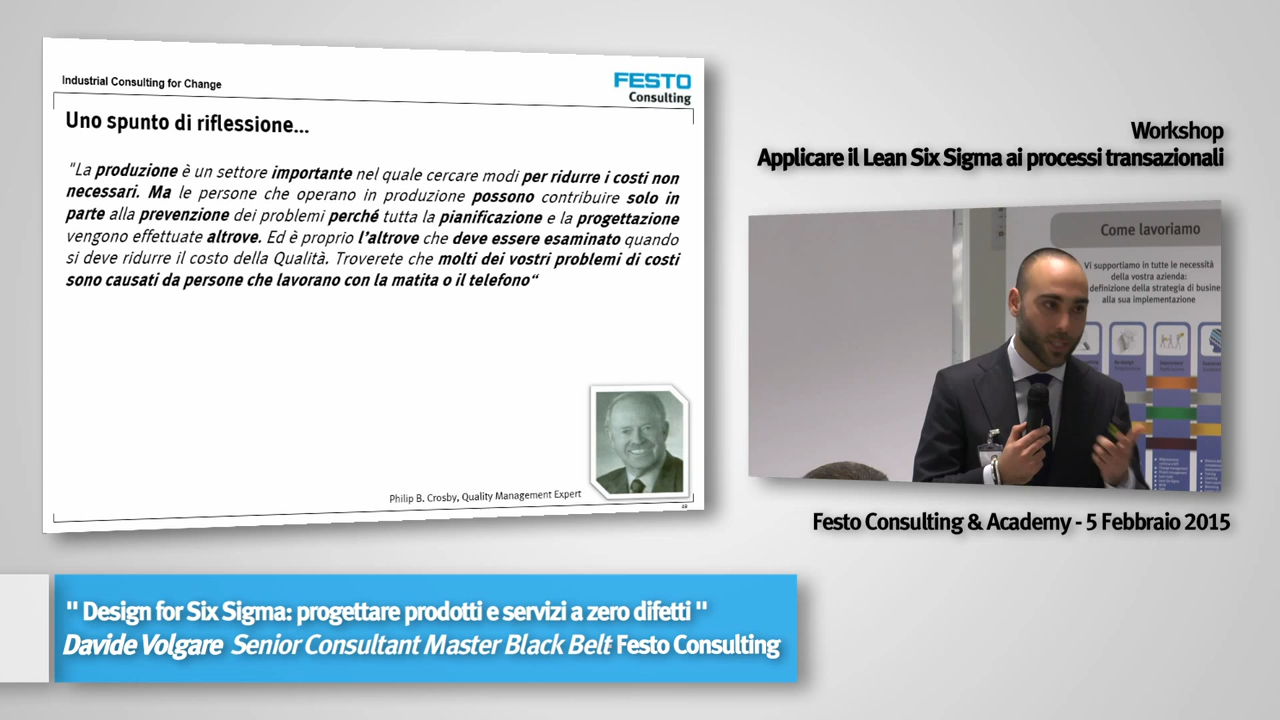 Industrial Consulting for Change
FESTO
Consulting
Uno spunto di riflessione...
"La produzione è un settore importante nel quale cercare modi per ridurre i costi non
necessari. Ma le persone che operano in produzione possono contribuire solo in
parte alla prevenzione dei problemi perché tutta la pianificazione e la progettazione
vengono effettuate altrove. Ed è proprio l'altrove che deve essere esaminato quando
si deve ridurre il costo della Qualità. Troverete che molti dei vostri problemi di costi
sono causati da persone che lavorano con la matita o il telefono“
Philip B. Crosby, Quality Management Expert
Workshop
Applicare il Lean Six Sigma ai processi transazionali
Come lavoriamo
Vi supportiamo in tutte le necessità
della vostra azienda:
definizione della strategia di busine
alla sua implementazione
Festo Consulting & Academy - 5 Febbraio 2015
" Design for Six Sigma: progettare prodotti e servizi a zero difetti "
Davide Volgare Senior Consultant Master Black Belt Festo Consulting